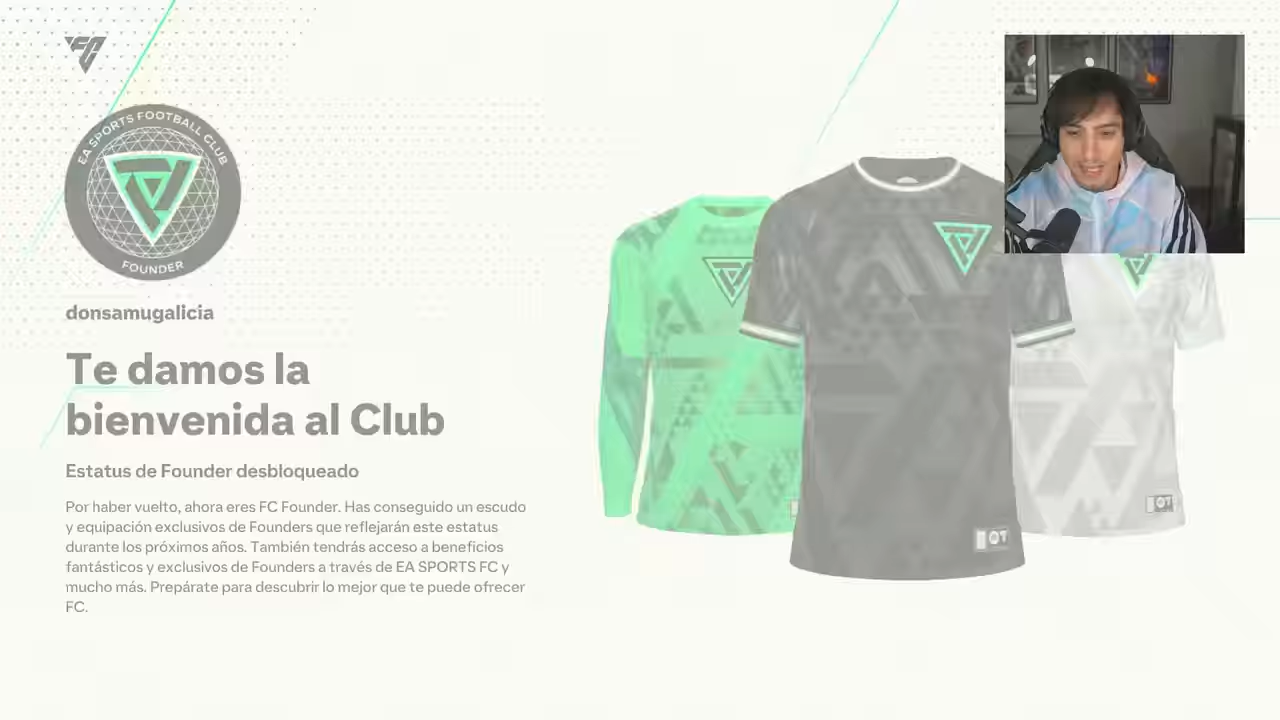 FC
EA SPORTS FOOTBALL CLUB
FOUNDER
donsamugalicia
Te damos la
bienvenida al Club
Estatus de Founder desbloqueado
Por haber vuelto, ahora eres FC Founder. Has conseguido un escudo
y equipación exclusivos de Founders que reflejarán este estatus
durante los próximos años. También tendrás acceso a beneficios
fantásticos y exclusivos de Founders a través de EA SPORTS FC y
mucho más. Prepárate para descubrir lo mejor que te puede ofrecer
FC.